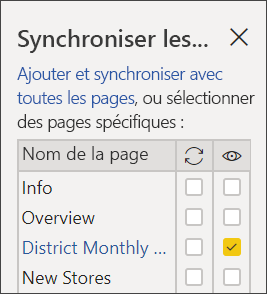 Synchroniser les...
Ajouter et synchroniser avec
toutes les pages, ou sélectionner
des pages spécifiques :
Nom de la page
Info
Overview
District Monthly ...
New Stores